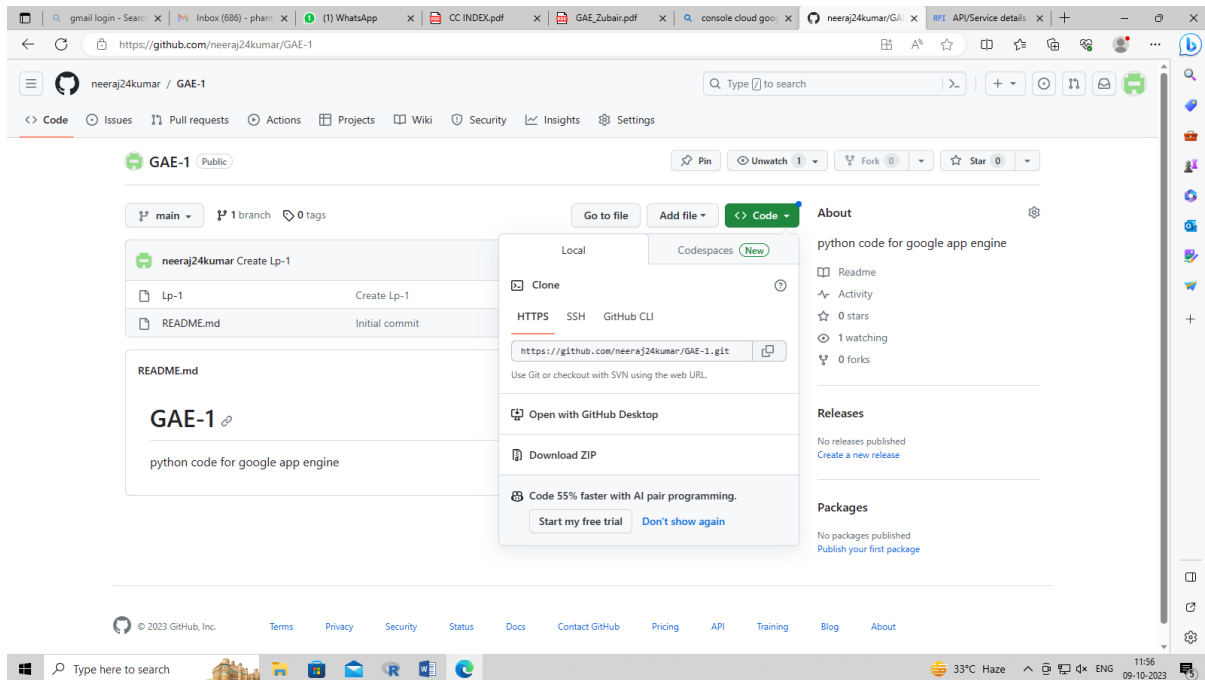 gmail login - Search
Inbox (686) - phant
(1) WhatsApp
CC INDEX.pdf
GAE_Zubair.pdf
console cloud goog
neeraj24kumar/GAE
RPI API/Service details
https://github.com/neeraj24kumar/GAE-1
neeraj24kumar / GAE-1
Type / to search
<> Code
Issues
Pull requests
Actions
Projects
Wiki
Security
Insights
Settings
GAE-1 Public
Pin
Unwatch 1
Fork 0
Star 0
main
1 branch
0 tags
Go to file
Add file
<> Code
About
python code for google app engine
Readme
Activity
0 stars
1 watching
0 forks
neeraj24kumar Create Lp-1
Lp-1 Create Lp-1
README.md Initial commit
Local
Codespaces New
Clone
HTTPS SSH GitHub CLI
https://github.com/neeraj24kumar/GAE-1.git
Use Git or checkout with SVN using the web URL.
Open with GitHub Desktop
Download ZIP
Code 55% faster with AI pair programming.
Start my free trial Don't show again
README.md
GAE-1
python code for google app engine
Releases
No releases published
Create a new release
Packages
No packages published
Publish your first package
© 2023 GitHub, Inc. Terms Privacy Security Status Docs Contact GitHub Pricing API Training Blog About
Type here to search
33°C Haze
ENG
11:56
09-10-2023
5